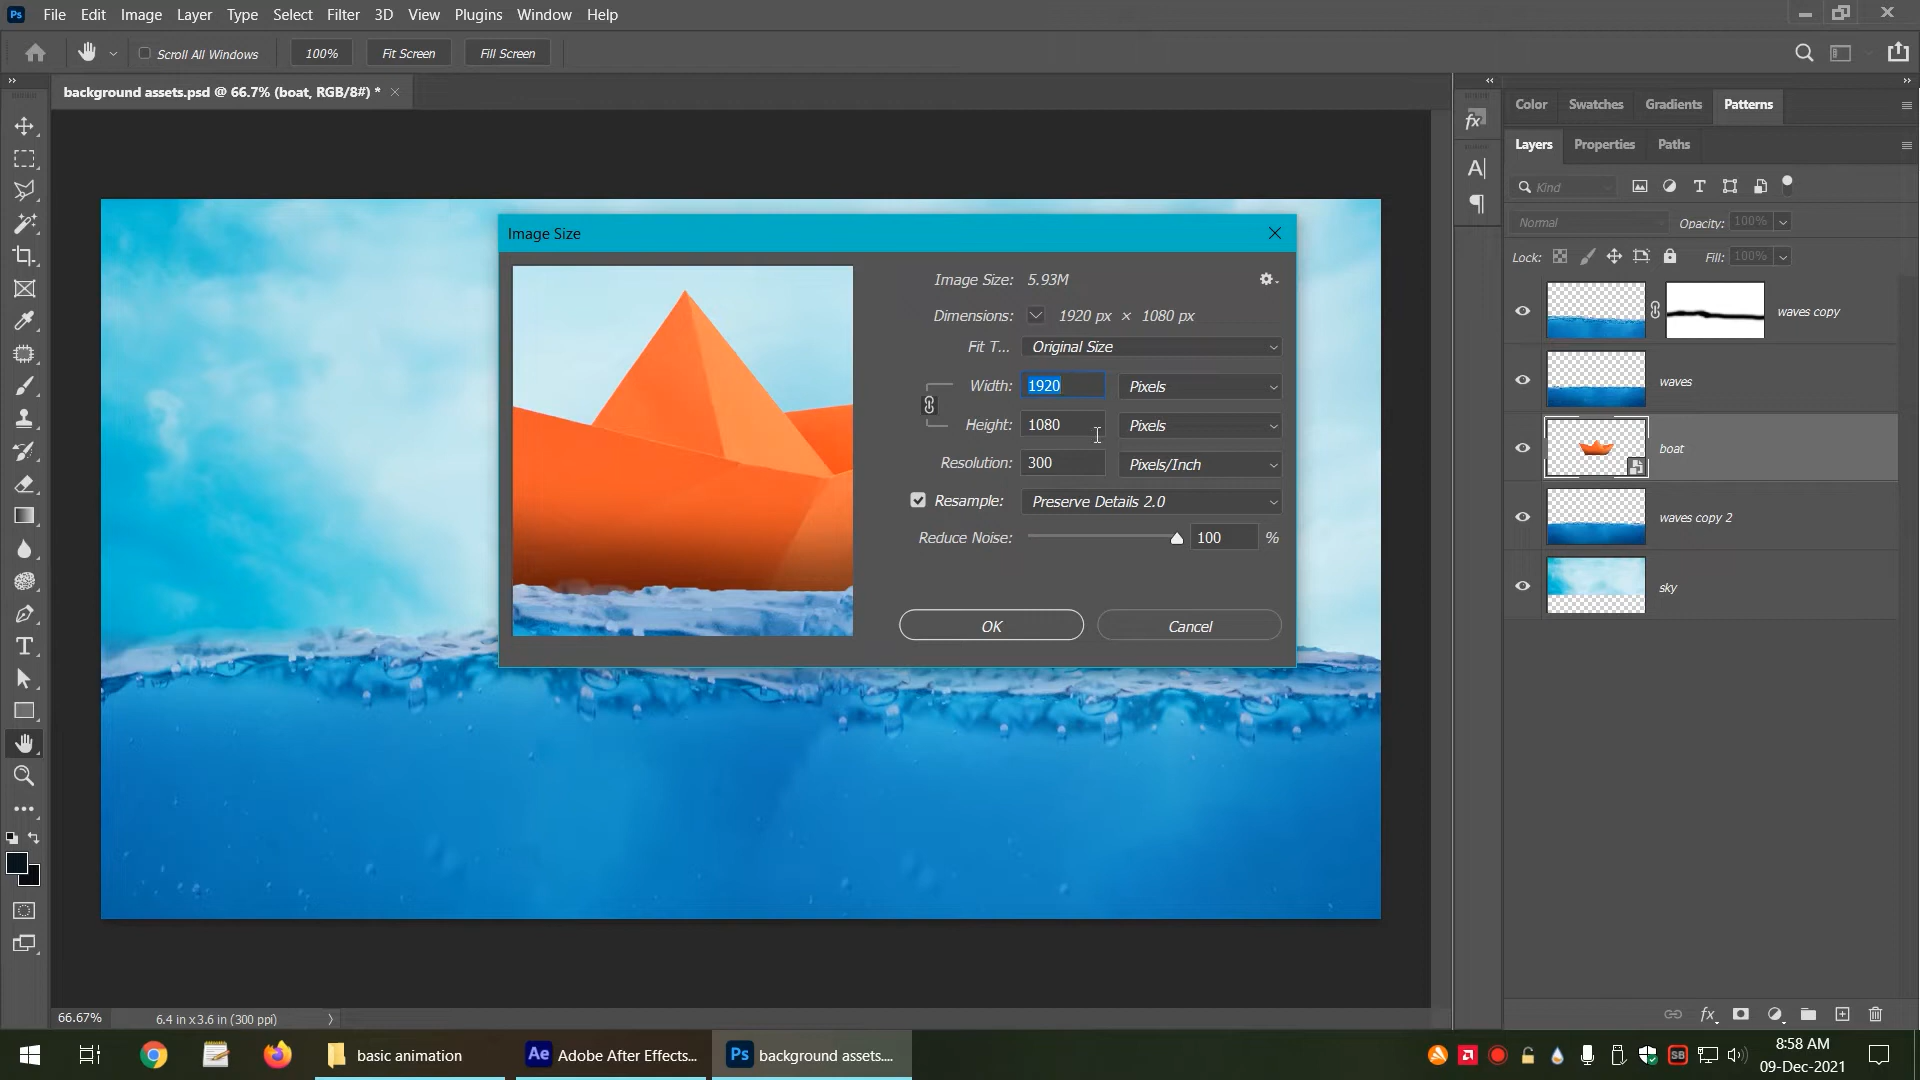 Ps File Edit Image Layer Type Select Filter 3D View Plugins Window Help
Scroll All Windows 100% Fit Screen Fill Screen
background assets.psd @ 66.7% (boat, RGB/8#) *
Color Swatches Gradients Patterns
Layers Properties Paths
Kind
Normal Opacity: 100%
Lock: Fill: 100%
waves copy
waves
boat
waves copy 2
sky
Image Size
Image Size: 5.93M
Dimensions: 1920 px × 1080 px
Fit T... Original Size
Width: 1920 Pixels
Height: 1080 Pixels
Resolution: 300 Pixels/Inch
Resample: Preserve Details 2.0
Reduce Noise: 100 %
OK Cancel
66.67% 6.4 in x 3.6 in (300 ppi)
basic animation
Ae Adobe After Effects...
Ps background assets....
SB
8:58 AM
09-Dec-2021